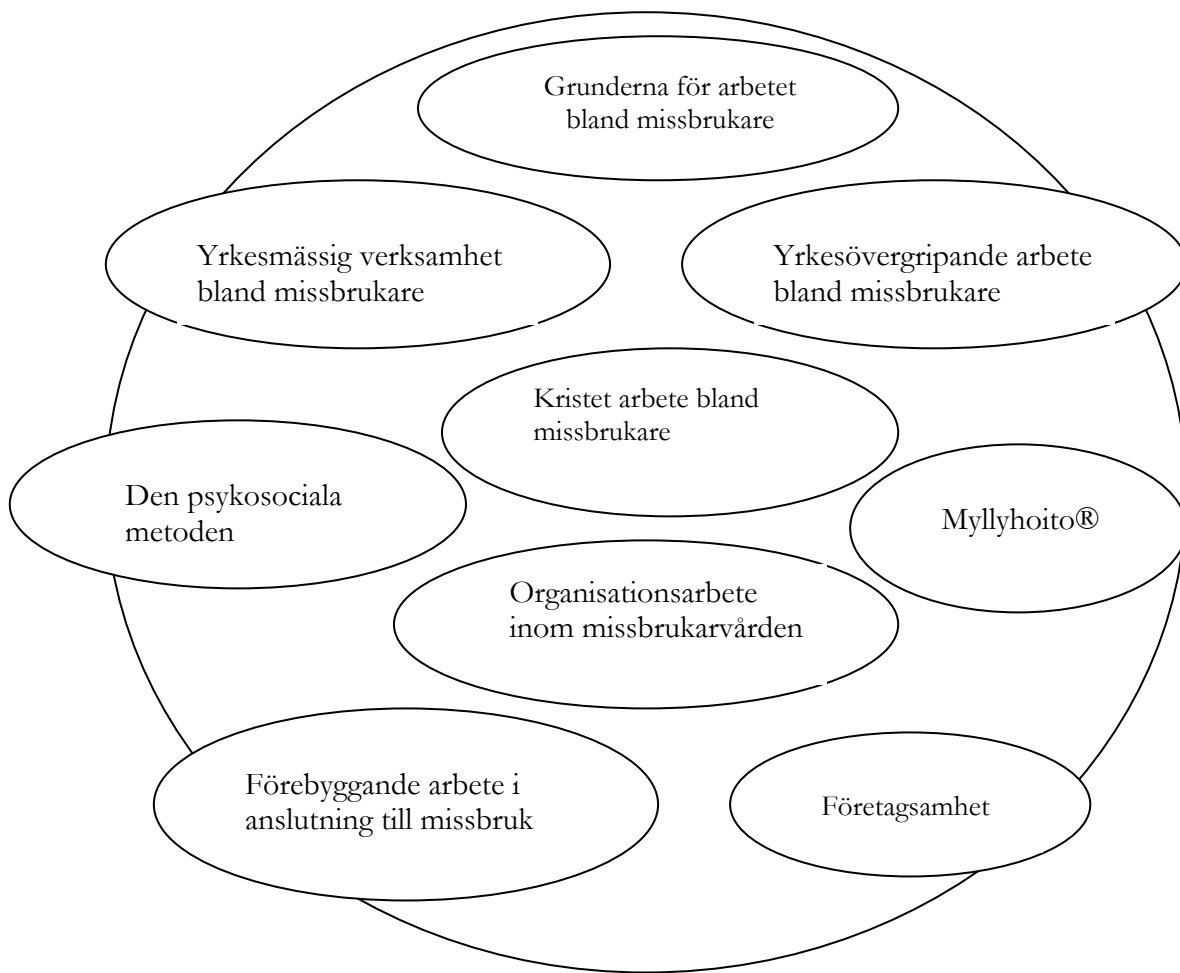 Grunderna för arbetet
bland missbrukare
Yrkesmässig verksamhet
bland missbrukare
Yrkesövergripande arbete
bland missbrukare
Kristet arbete bland
missbrukare
Den psykosociala
metoden
Myllyhoito®
Organisationsarbete
inom missbrukarvården
Förebyggande arbete i
anslutning till missbruk
Företagsamhet